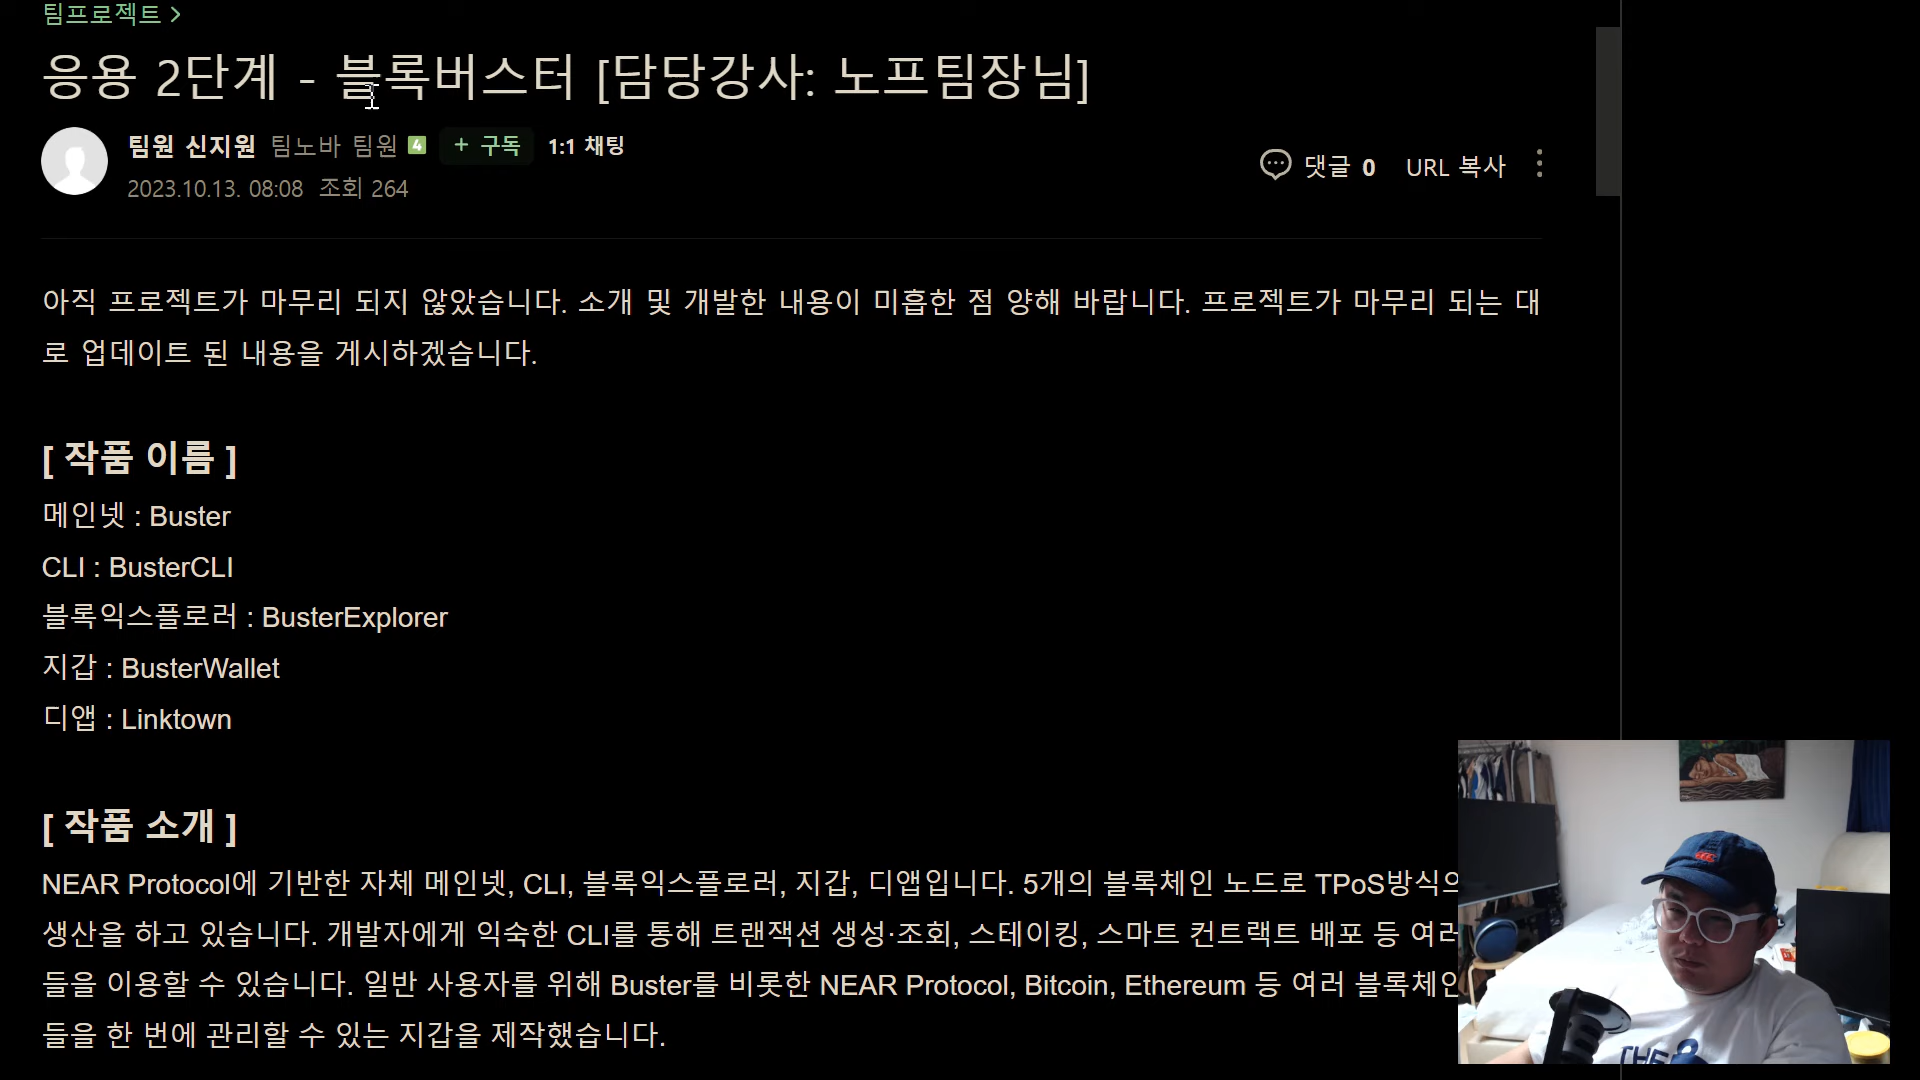 팀프로젝트 >
응용 2단계 - 블록버스터 [담당강사: 노프팀장님]
팀원 신지원 팀노바 팀원 4 + 구독 1:1 채팅
2023.10.13. 08:08 조회 264
댓글 0 URL 복사
아직 프로젝트가 마무리 되지 않았습니다. 소개 및 개발한 내용이 미흡한 점 양해 바랍니다. 프로젝트가 마무리 되는 대
로 업데이트 된 내용을 게시하겠습니다.
[ 작품 이름 ]
메인넷 : Buster
CLI : BusterCLI
블록익스플로러 : BusterExplorer
지갑 : BusterWallet
디앱 : Linktown
[ 작품 소개 ]
NEAR Protocol에 기반한 자체 메인넷, CLI, 블록익스플로러, 지갑, 디앱입니다. 5개의 블록체인 노드로 TPoS방식으
생산을 하고 있습니다. 개발자에게 익숙한 CLI를 통해 트랜잭션 생성·조회, 스테이킹, 스마트 컨트랙트 배포 등 여러
들을 이용할 수 있습니다. 일반 사용자를 위해 Buster를 비롯한 NEAR Protocol, Bitcoin, Ethereum 등 여러 블록체인
들을 한 번에 관리할 수 있는 지갑을 제작했습니다.